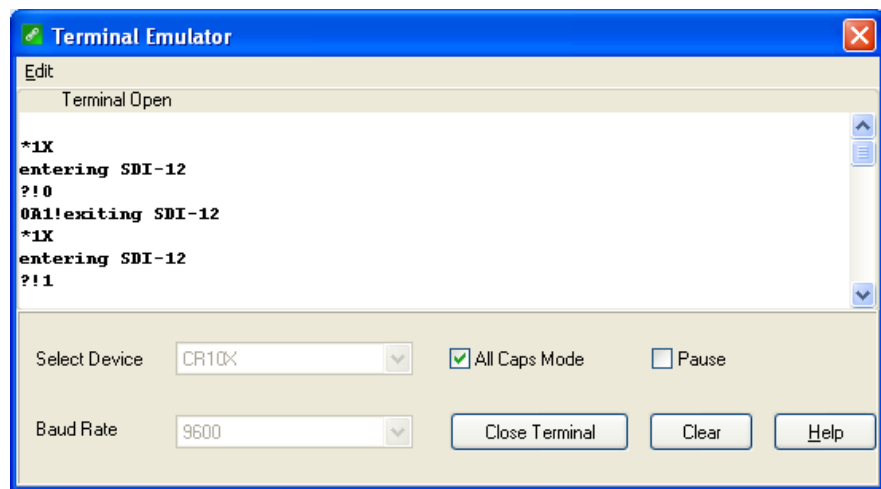 Terminal Emulator
Edit
Terminal Open
*1X
entering SDI-12
?!0
0A1!exiting SDI-12
*1X
entering SDI-12
?!1
Select Device CR10X All Caps Mode Pause
Baud Rate 9600 Close Terminal Clear Help